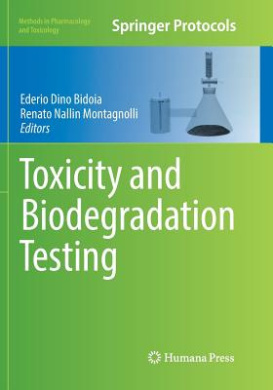 Methods in Pharmacology
and Toxicology
Springer Protocols
Ederio Dino Bidoia
Renato Nallin Montagnolli
Editors
Toxicity and
Biodegradation
Testing
Humana Press